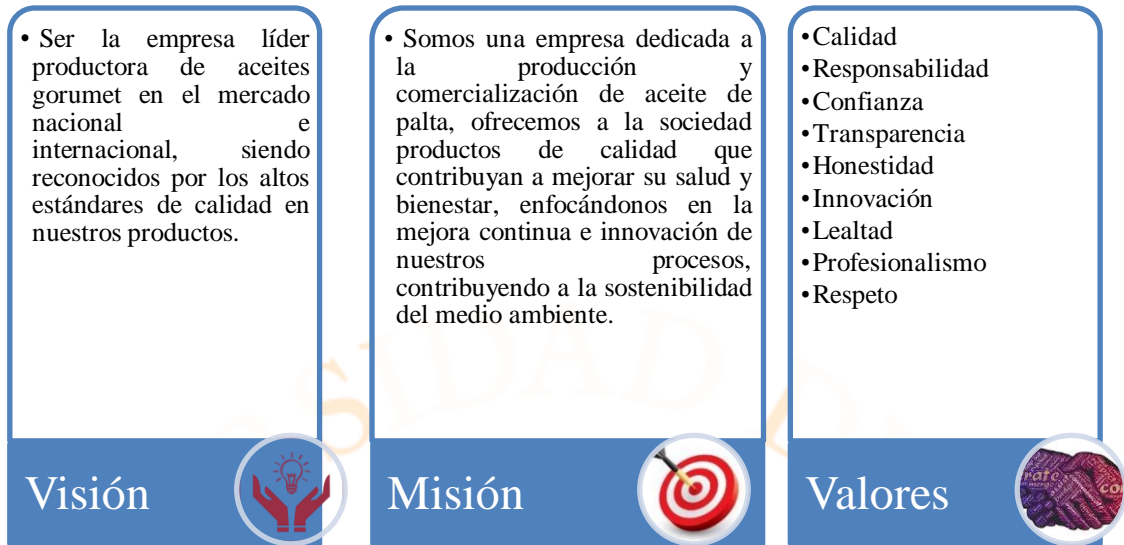 • Ser la empresa líder
productora de aceites
gorumet en el mercado
nacional e
internacional, siendo
reconocidos por los altos
estándares de calidad en
nuestros productos.
Visión
• Somos una empresa dedicada a
la producción y
comercialización de aceite de
palta, ofrecemos a la sociedad
productos de calidad que
contribuyan a mejorar su salud y
bienestar, enfocándonos en la
mejora continua e innovación de
nuestros procesos,
contribuyendo a la sostenibilidad
del medio ambiente.
Misión
•Calidad
•Responsabilidad
•Confianza
•Transparencia
•Honestidad
•Innovación
•Lealtad
•Profesionalismo
•Respeto
Valores